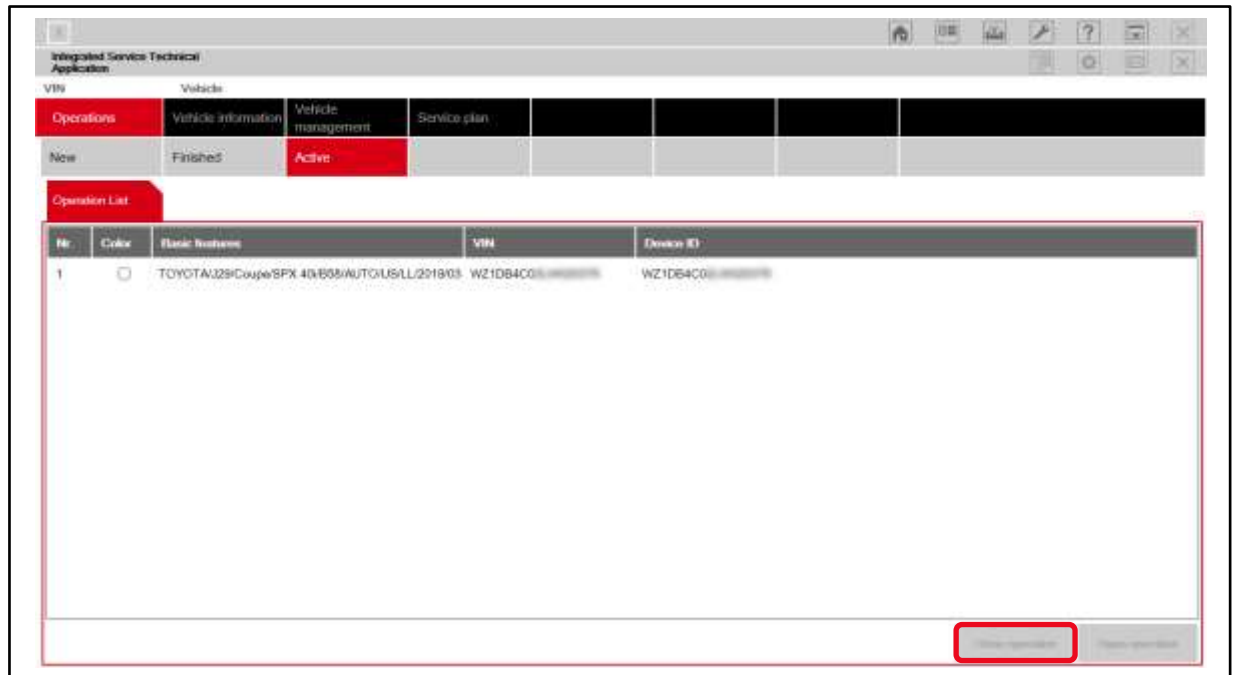 Integrated Service Technical
Application
VIN Vehicle
Operations Vehicle information Vehicle management Service plan
New Finished Active
Operation List
Nr. Color Basic features VIN Device ID
1 TOYOTA/J29/Coupe/SPX 40i/B58/AUTO/US/LL/2019/03 WZ1DB4C0 WZ1DB4C0